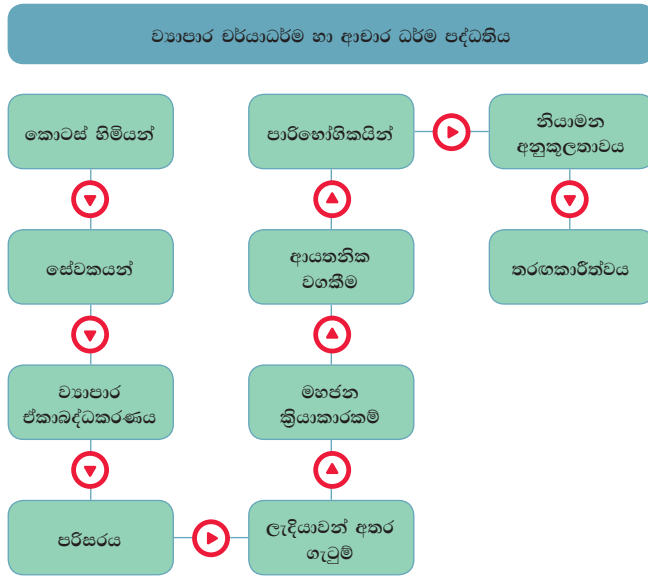 ව්‍යාපාර චර්යාධර්ම හා ආචාර ධර්ම පද්ධතිය
කොටස් හිමියන්
සේවකයන්
ව්‍යාපාර
ඒකාබද්ධකරණය
පරිසරය
ලැදියාවන් අතර
ගැටුම්
මහජන
ක්‍රියාකාරකම්
ආයතනික
වගකීම
පාරිභෝගිකයින්
නියාමන
අනුකූලතාවය
තරඟකාරීත්වය